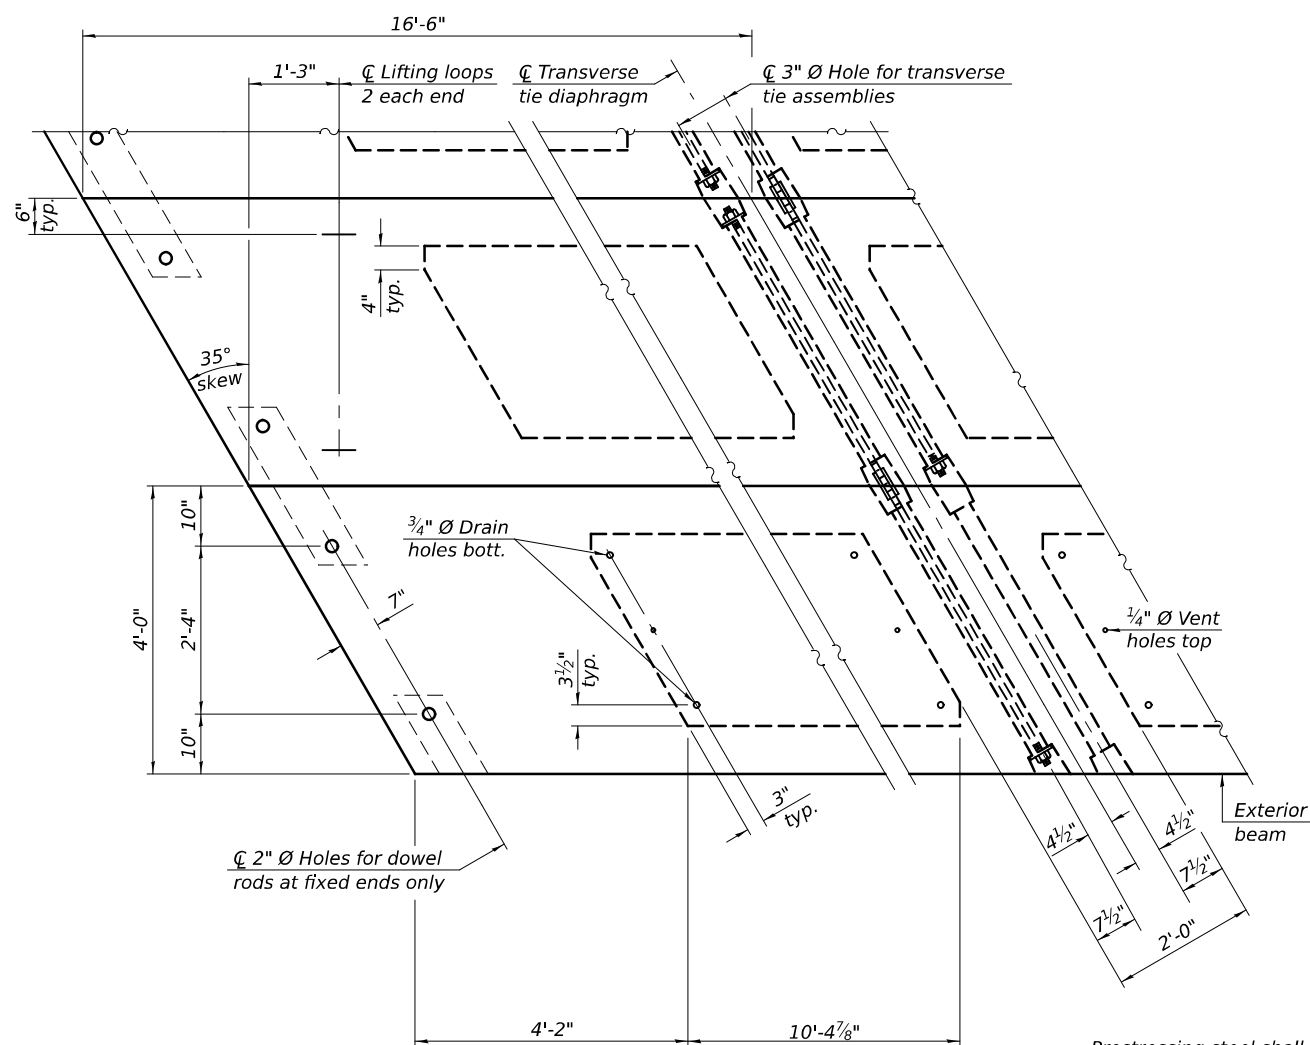 16'-6"
1'-3"
℄ Lifting loops
2 each end
℄ Transverse
tie diaphragm
℄ 3" Ø Hole for transverse
tie assemblies
6"
typ.
4"
typ.
35°
skew
10"
¾" Ø Drain
holes bott.
4'-0"
2'-4"
7"
3½"
typ.
¼" Ø Vent
holes top
10"
3"
typ.
4½"
4½"
Exterior
beam
℄ 2" Ø Holes for dowel
rods at fixed ends only
7½"
7½"
2'-0"
4'-2"
10'-4⅞"